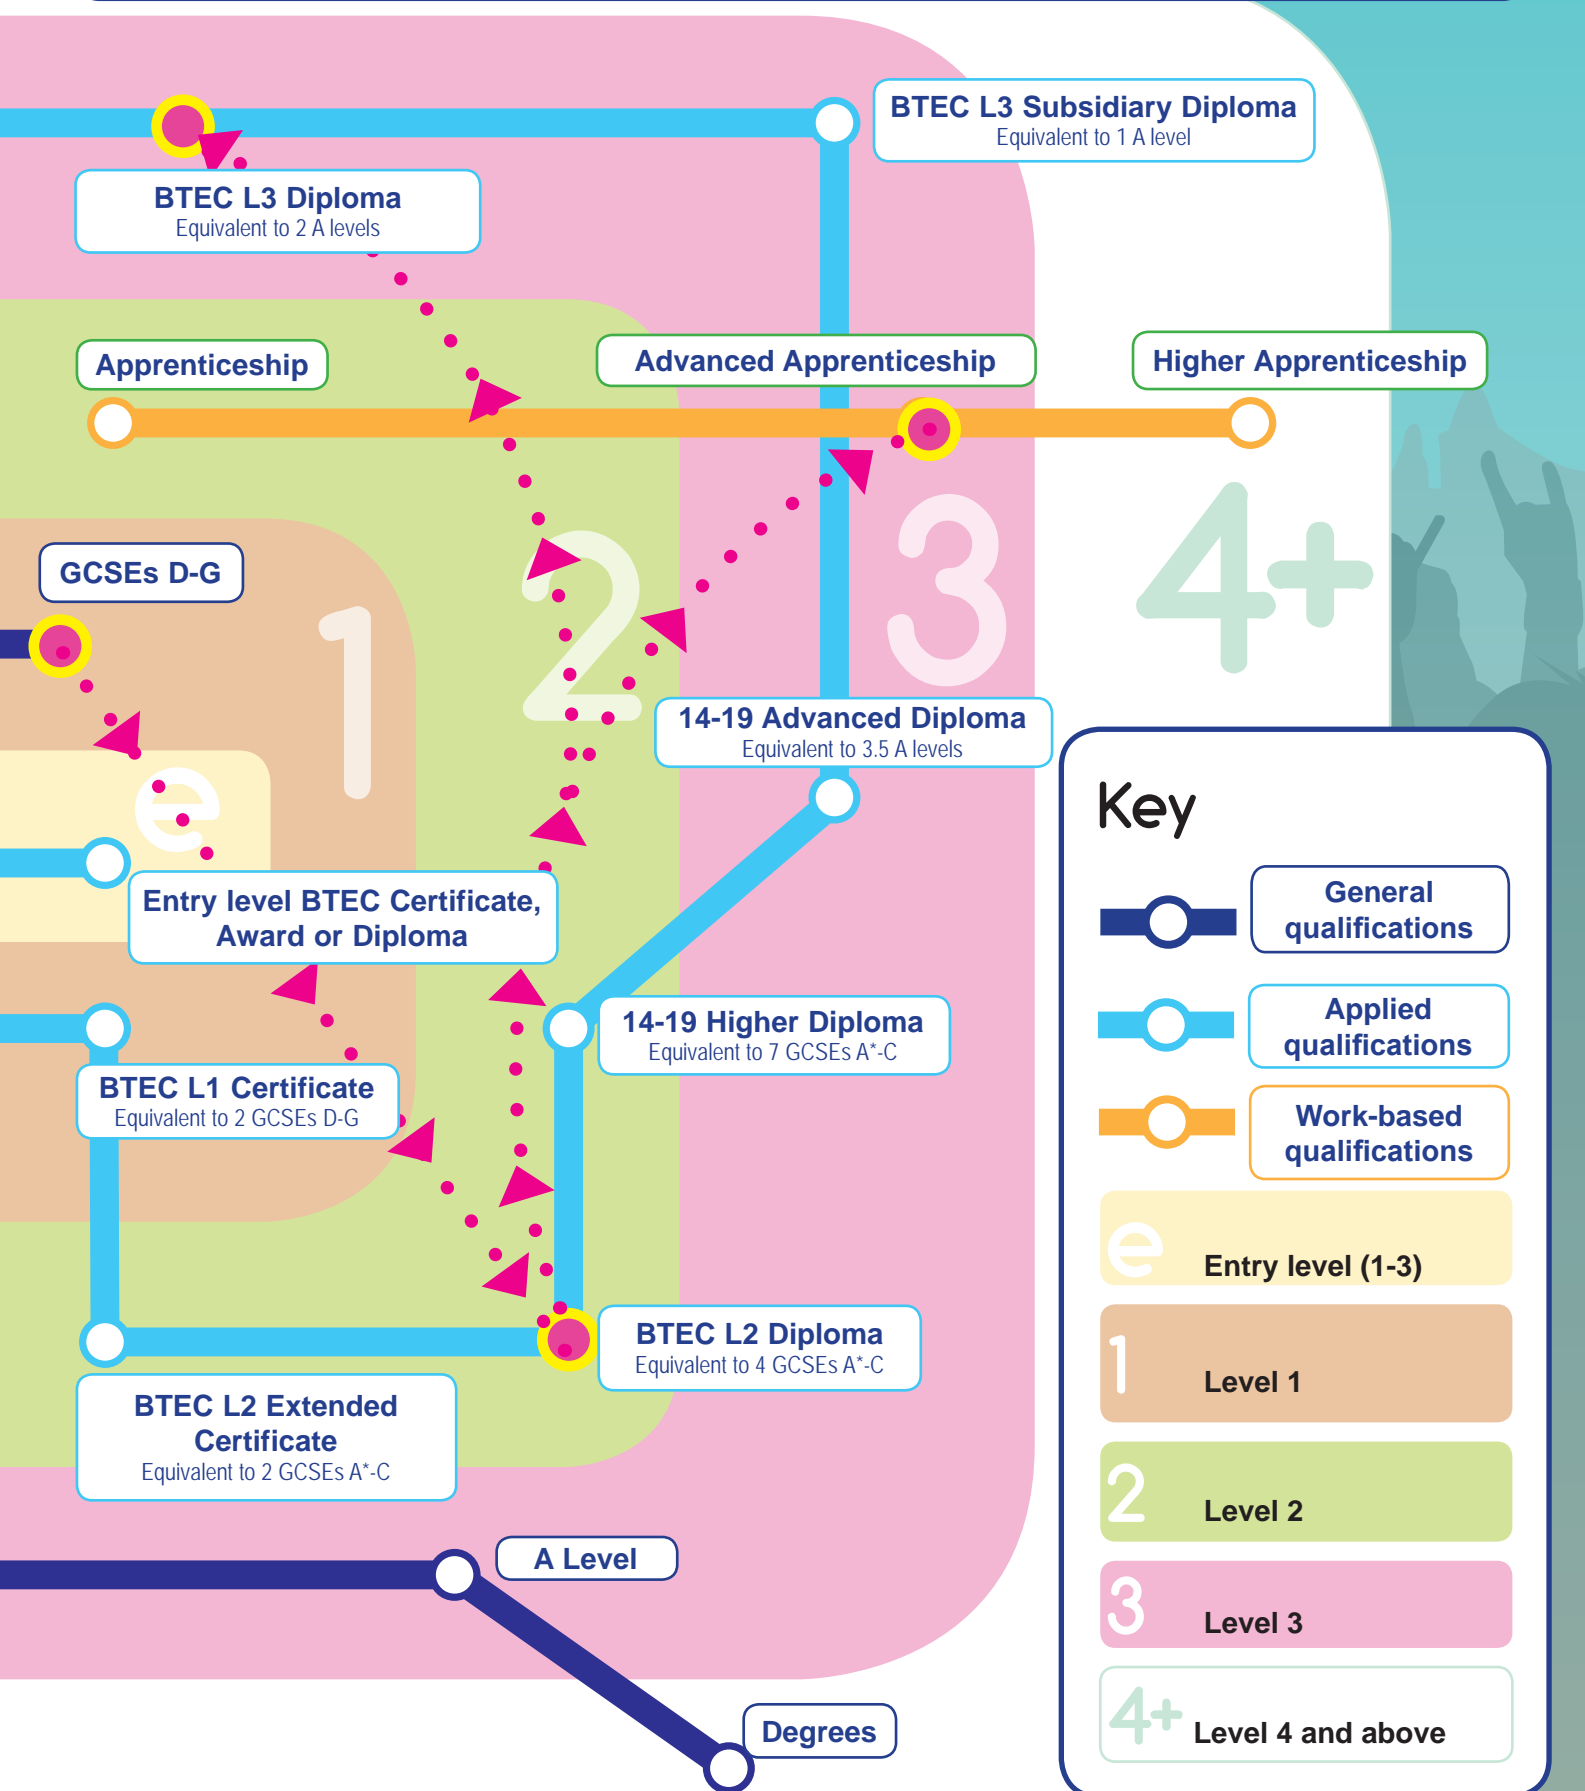 BTEC L3 Subsidiary Diploma
Equivalent to 1 A level
BTEC L3 Diploma
Equivalent to 2 A levels
Apprenticeship
Advanced Apprenticeship
Higher Apprenticeship
GCSEs D-G
1
2
3
4+
e
14-19 Advanced Diploma
Equivalent to 3.5 A levels
Entry level BTEC Certificate,
Award or Diploma
14-19 Higher Diploma
Equivalent to 7 GCSEs A*-C
BTEC L1 Certificate
Equivalent to 2 GCSEs D-G
BTEC L2 Diploma
Equivalent to 4 GCSEs A*-C
BTEC L2 Extended
Certificate
Equivalent to 2 GCSEs A*-C
A Level
Degrees
Key
General
qualifications
Applied
qualifications
Work-based
qualifications
e Entry level (1-3)
1 Level 1
2 Level 2
3 Level 3
4+ Level 4 and above